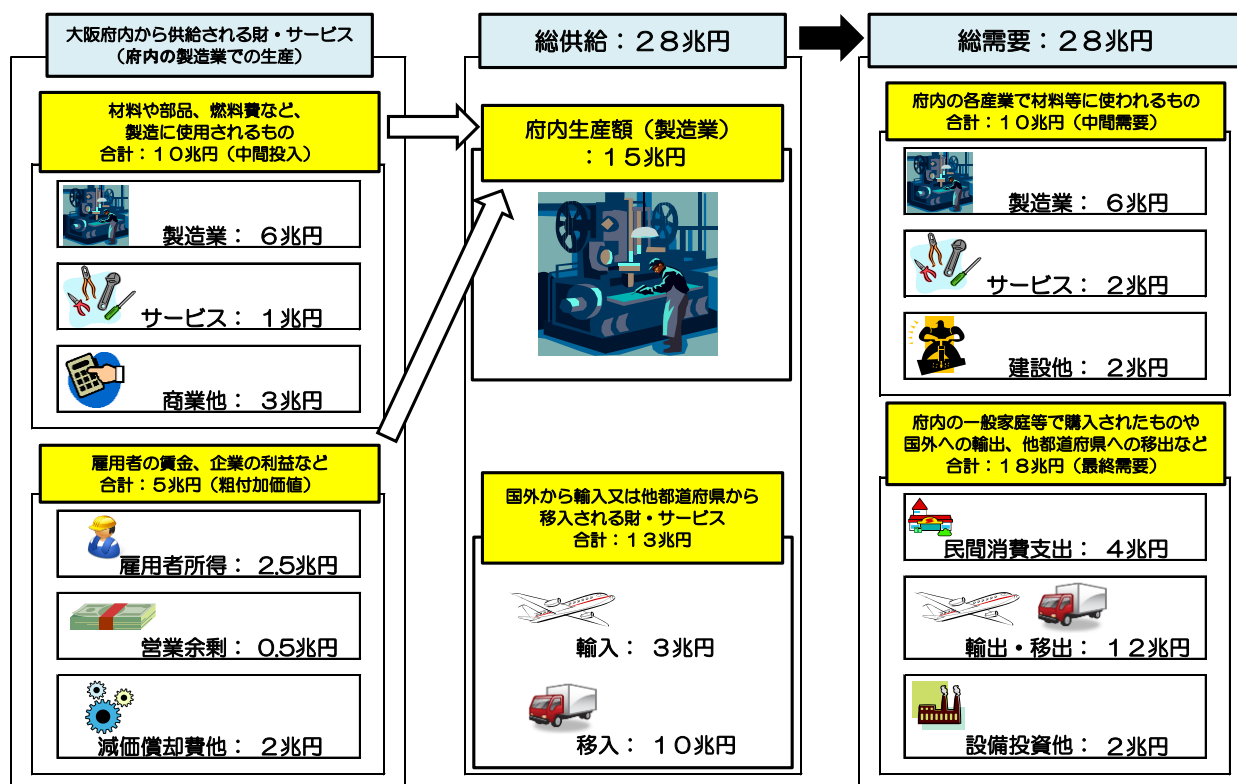 大阪府内から供給される財・サービス
(府内の製造業での生産)
材料や部品、燃料費など、
製造に使用されるもの
合計:10兆円(中間投入)
製造業: 6兆円
サービス: 1兆円
商業他: 3兆円
雇用者の賃金、企業の利益など
合計:5兆円(粗付加価値)
雇用者所得: 2.5兆円
営業余剰: 0.5兆円
減価償却費他: 2兆円
総供給:28兆円
府内生産額(製造業)
:15兆円
国外から輸入又は他都道府県から
移入される財・サービス
合計:13兆円
輸入: 3兆円
移入: 10兆円
総需要:28兆円
府内の各産業で材料等に使われるもの
合計:10兆円(中間需要)
製造業: 6兆円
サービス: 2兆円
建設他: 2兆円
府内の一般家庭等で購入されたものや
国外への輸出、他都道府県への移出など
合計:18兆円(最終需要)
民間消費支出: 4兆円
輸出・移出: 12兆円
設備投資他: 2兆円